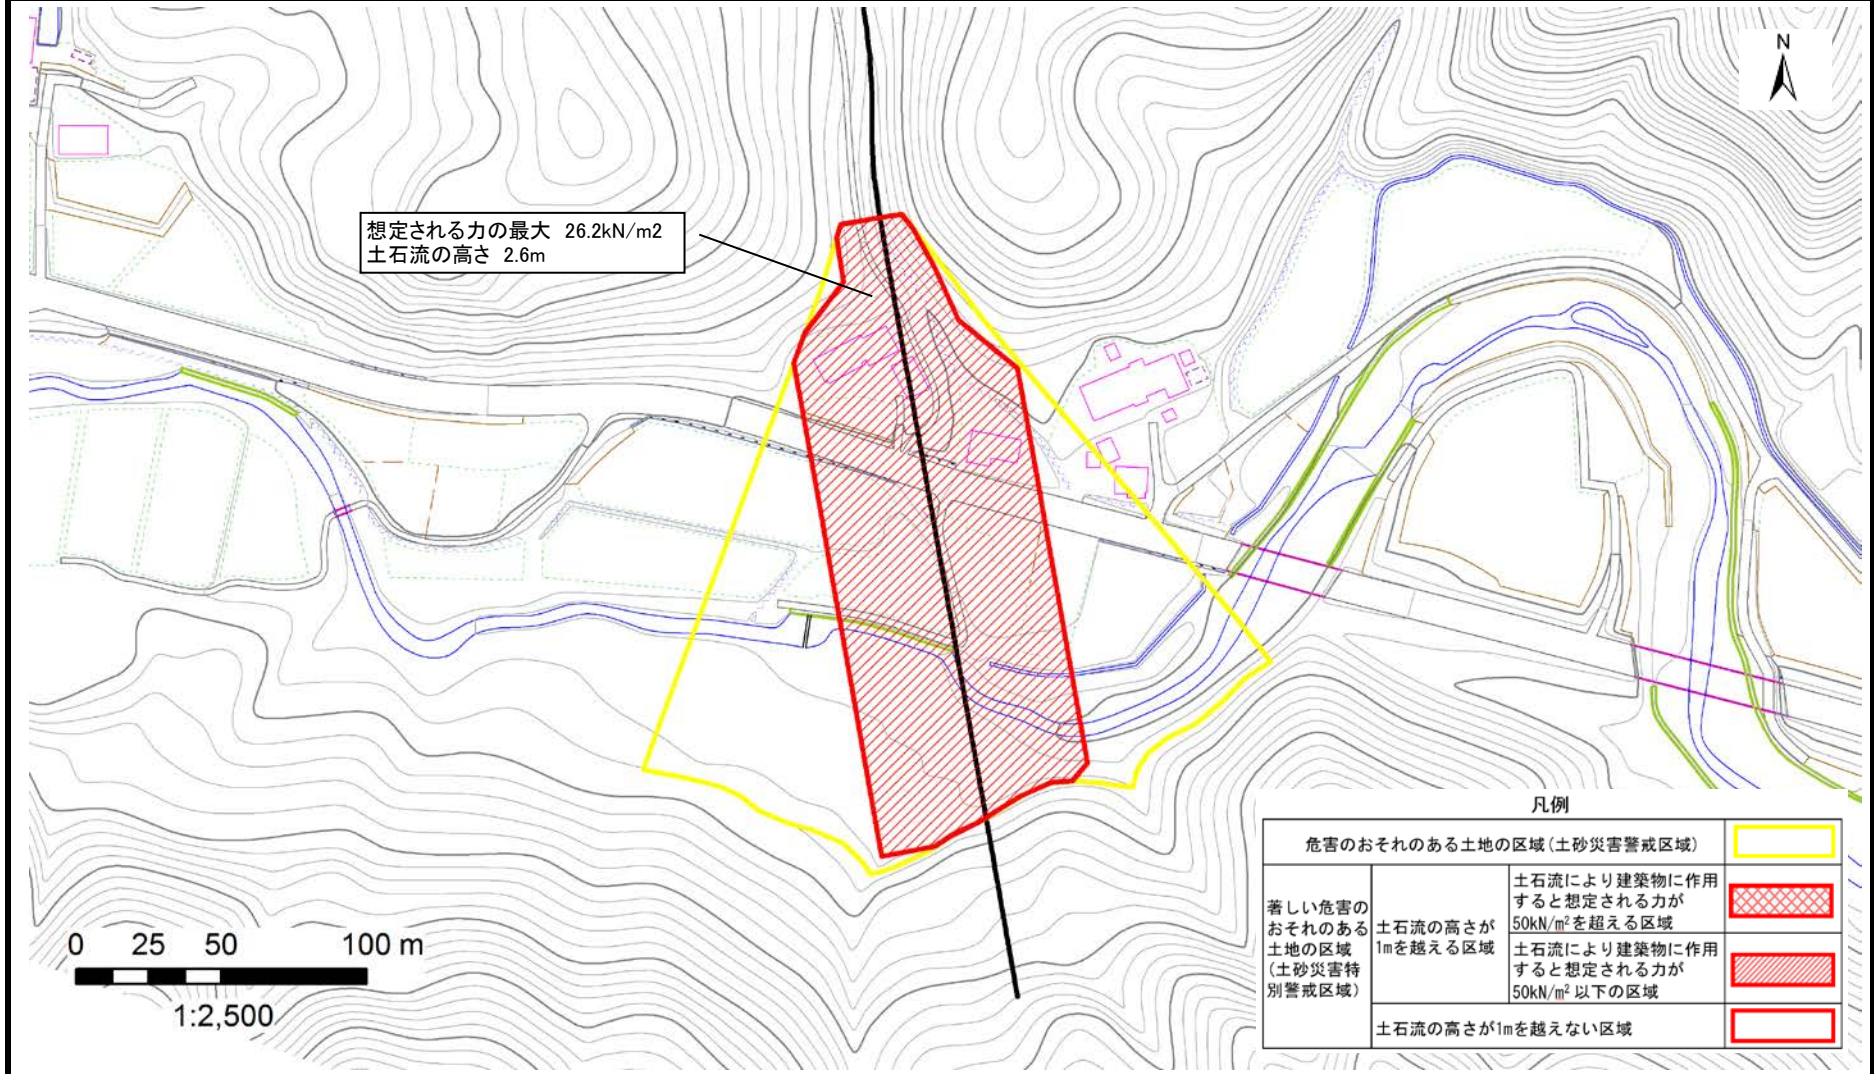 N
想定される力の最大 26.2kN/m2
土石流の高さ 2.6m
凡例
危害のおそれのある土地の区域(土砂災害警戒区域)
著しい危害の
おそれのある
土地の区域
(土砂災害特
別警戒区域)
土石流の高さが
1mを越える区域
土石流により建築物に作用
すると想定される力が
50kN/m²を超える区域
土石流により建築物に作用
すると想定される力が
50kN/m²以下の区域
土石流の高さが1mを越えない区域
0 25 50 100 m
1:2,500